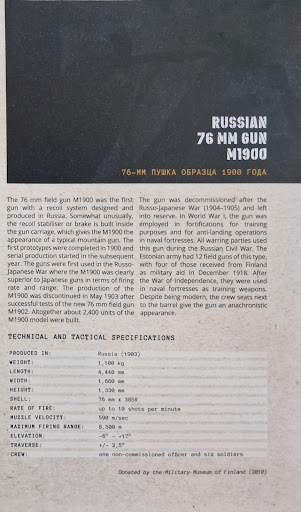 RUSSIAN
76 MM GUN
M1900
76-ММ ПУШКА ОБРАЗЦА 1900 ГОДА
The 76 mm field gun M1900 was the first
gun with a recoil system designed and
produced in Russia. Somewhat unusually,
the recoil stabiliser or brake is built inside
the gun carriage, which gives the M1900 the
appearance of a typical mountain gun. The
first prototypes were completed in 1900 and
serial production started in the subsequent
year. The guns were first used in the Russo-
Japanese War where the M1900 was clearly
superior to Japanese guns in terms of firing
rate and range. The production of the
M1900 was discontinued in May 1903 after
successful tests of the new 76 mm field gun
M1902. Altogether about 2,400 units of the
M1900 model were built.
The gun was decommissioned after the
Russo-Japanese War (1904–1905) and left
into reserve. In World War I, the gun was
employed in fortifications for training
purposes and for anti-landing operations
in naval fortresses. All warring parties used
this gun during the Russian Civil War. The
Estonian army had 12 field guns of this type,
with four of those received from Finland
as military aid in December 1918. After
the War of Independence, they were used
in naval fortresses as training weapons.
Despite being modern, the crew seats next
to the barrel give the gun an anachronistic
appearance.
TECHNICAL AND TACTICAL SPECIFICATIONS
PRODUCED IN: Russia (1903)
WEIGHT: 1,100 kg
LENGTH: 4,440 mm
WIDTH: 1,660 mm
HEIGHT: 1,330 mm
SHELL: 76 mm x 385R
RATE OF FIRE: up to 10 shots per minute
MUZZLE VELOCITY: 590 m/sec
MAXIMUM FIRING RANGE: 8,500 m
ELEVATION: -6° – +17°
TRAVERSE: +/- 2,5°
CREW: one non-commissioned officer and six soldiers
Donated by the Military Museum of Finland (2010)